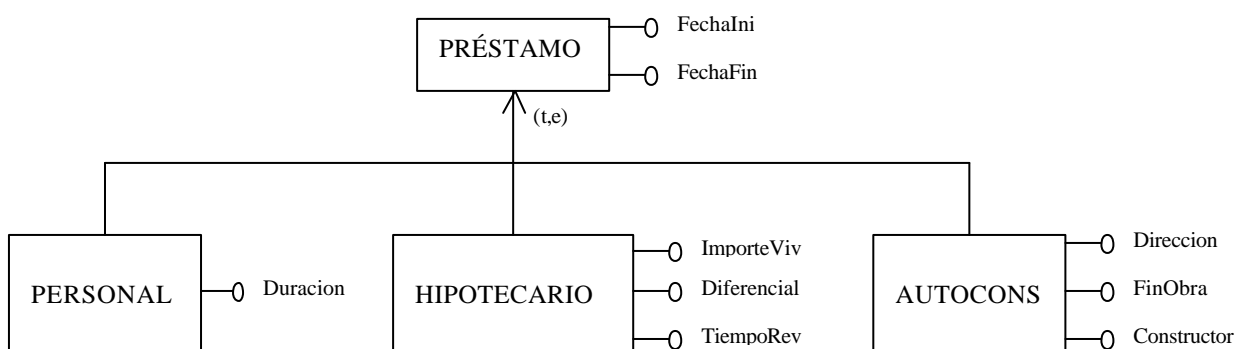 PRÉSTAMO
FechaIni
FechaFin
(t,e)
PERSONAL
Duracion
HIPOTECARIO
ImporteViv
Diferencial
TiempoRev
AUTOCONS
Direccion
FinObra
Constructor